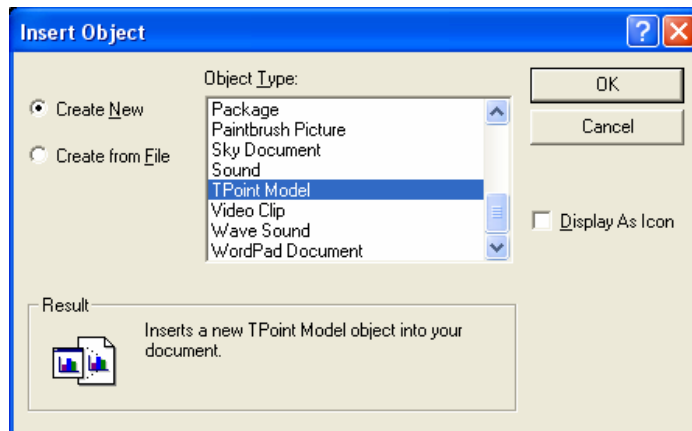 Insert Object
Object Type:
Create New
Create from File
Package
Paintbrush Picture
Sky Document
Sound
TPoint Model
Video Clip
Wave Sound
WordPad Document
OK
Cancel
Display As Icon
Result
Inserts a new TPoint Model object into your
document.